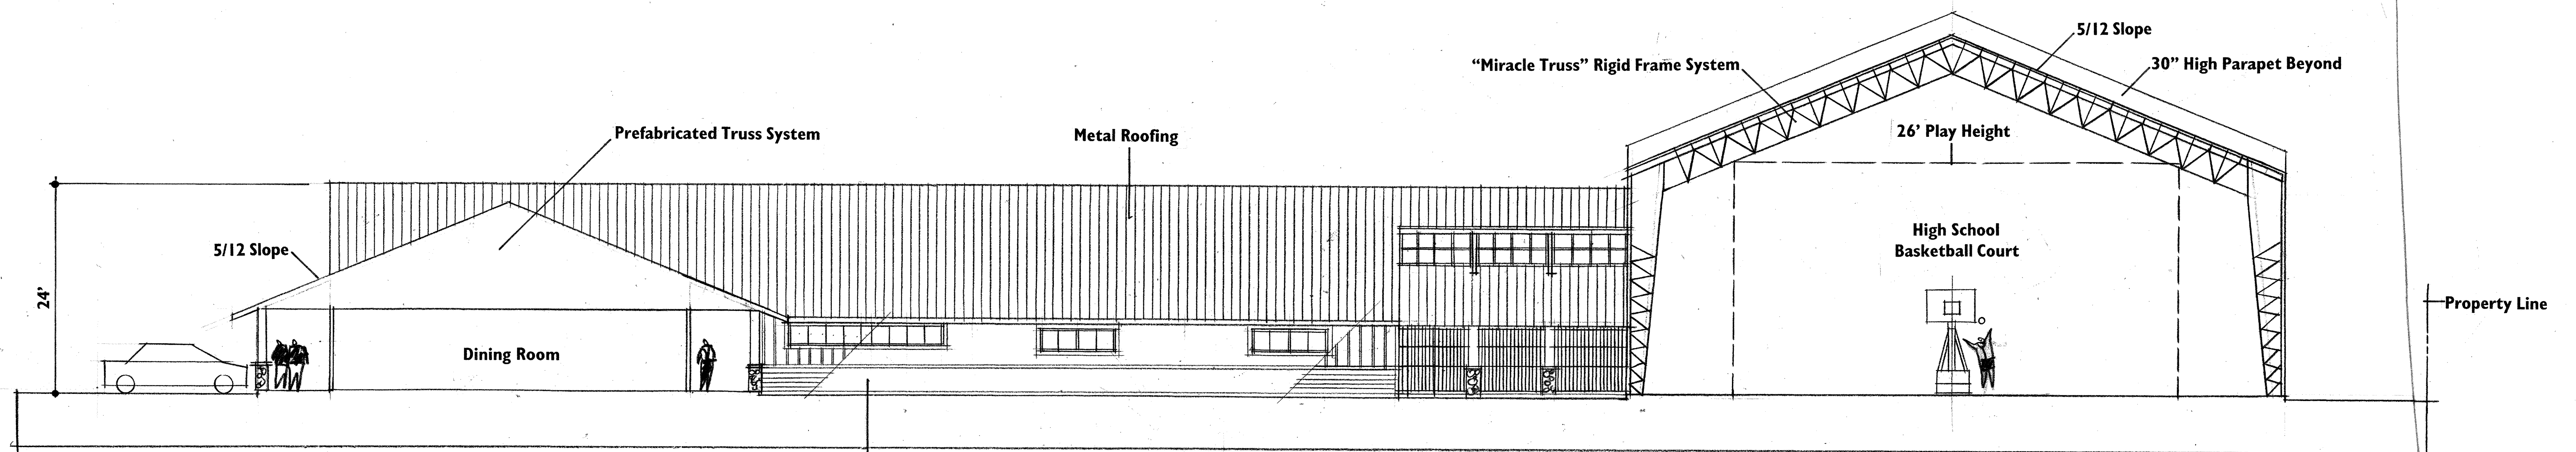 5/12 Slope
“Miracle Truss” Rigid Frame System
30” High Parapet Beyond
Prefabricated Truss System
Metal Roofing
26’ Play Height
5/12 Slope
High School
Basketball Court
24’
Property Line
Dining Room